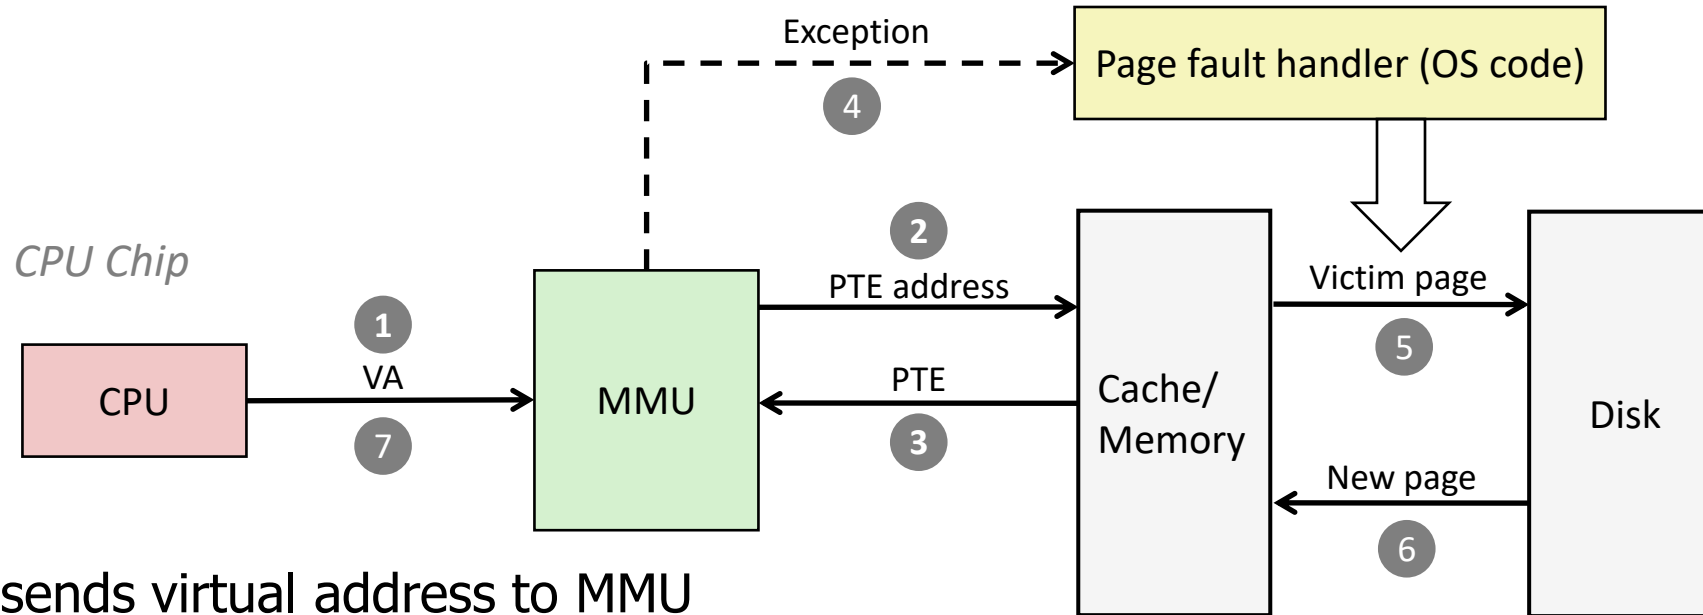 Exception
Page fault handler (OS code)
4
2
CPU Chip
PTE address
Victim page
1
5
VA
PTE
CPU
MMU
Cache/
Memory
Disk
7
3
New page
6
sends virtual address to MMU